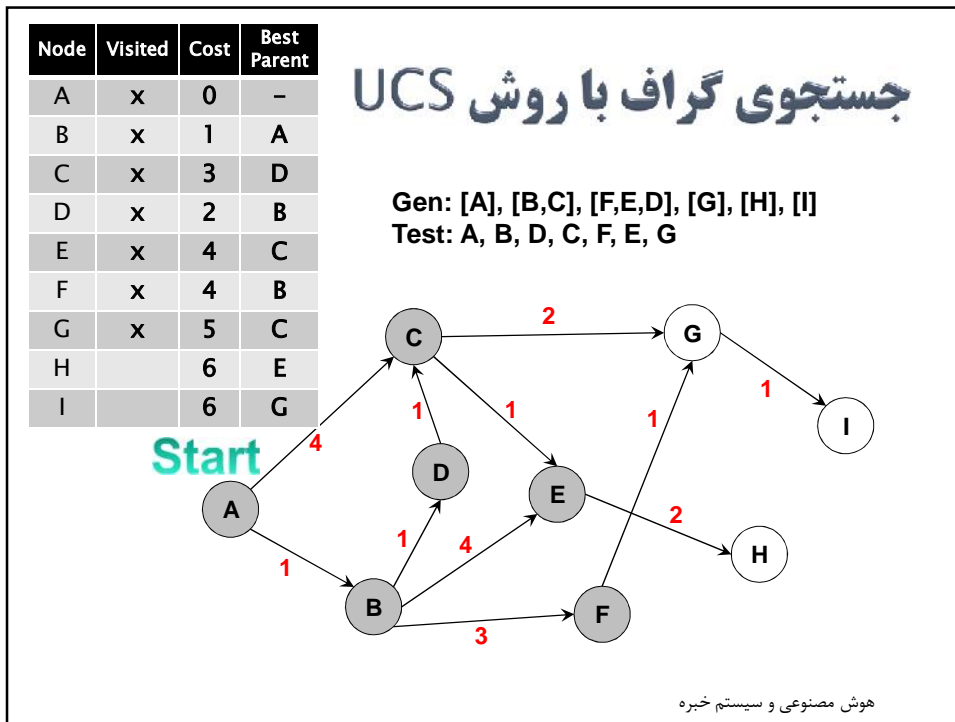 Node Visited Cost Best Parent
A x 0 –
B x 1 A
C x 3 D
D x 2 B
E x 4 C
F x 4 B
G x 5 C
H 6 E
I 6 G
جستجوی گراف با روش UCS
Gen: [A], [B,C], [F,E,D], [G], [H], [I]
Test: A, B, D, C, F, E, G
2
C
G
1
1
1
1
I
Start
4
D
E
A
2
1
4
H
1
B
F
3
هوش مصنوعی و سیستم خبره